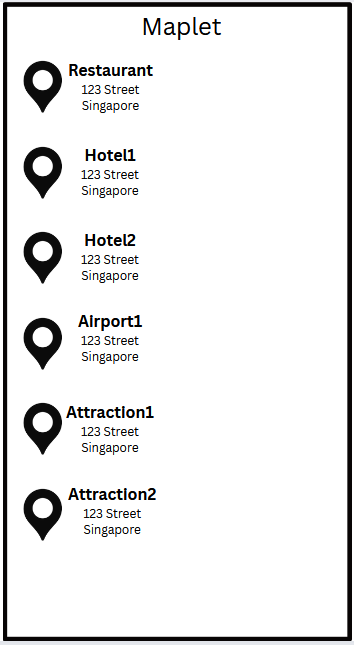 Maplet
Restaurant
123 Street
Singapore
Hotel1
123 Street
Singapore
Hotel2
123 Street
Singapore
Airport1
123 Street
Singapore
Attraction1
123 Street
Singapore
Attraction2
123 Street
Singapore